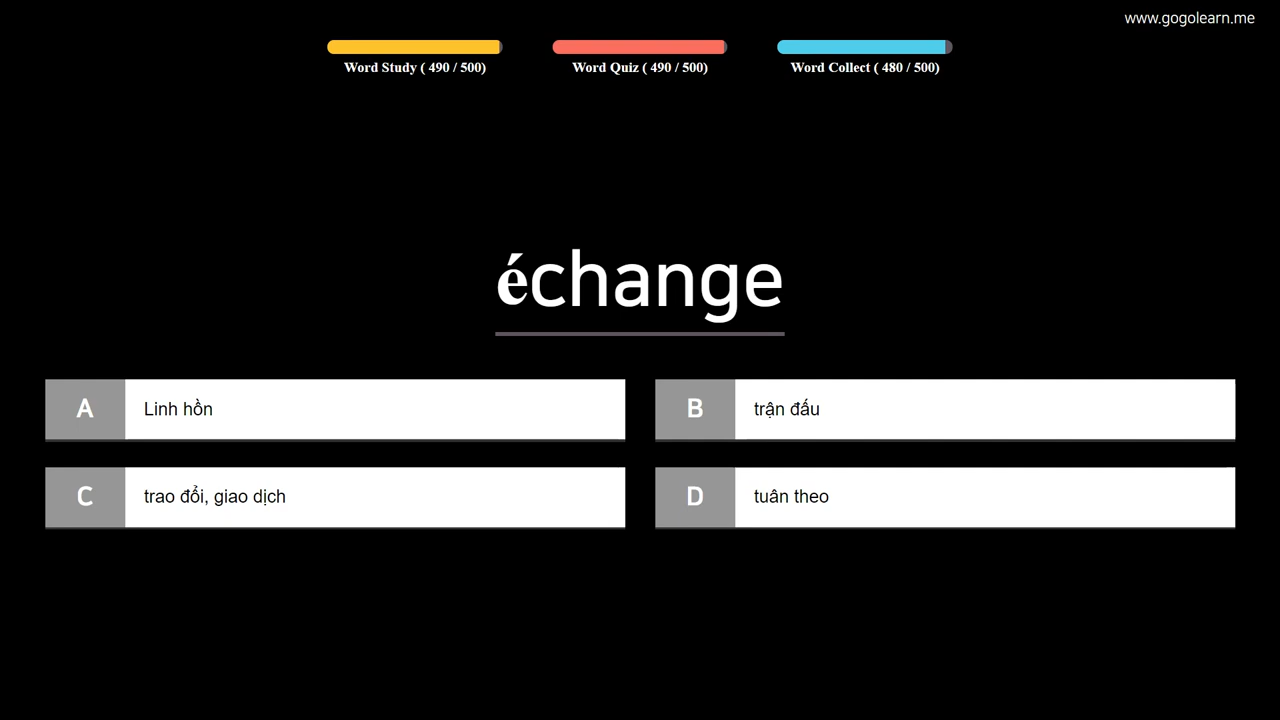 www.gogolearn.me
Word Study ( 490 / 500)
Word Quiz ( 490 / 500)
Word Collect ( 480 / 500)
échange
A
Linh hồn
B
trận đấu
C
trao đổi, giao dịch
D
tuân theo